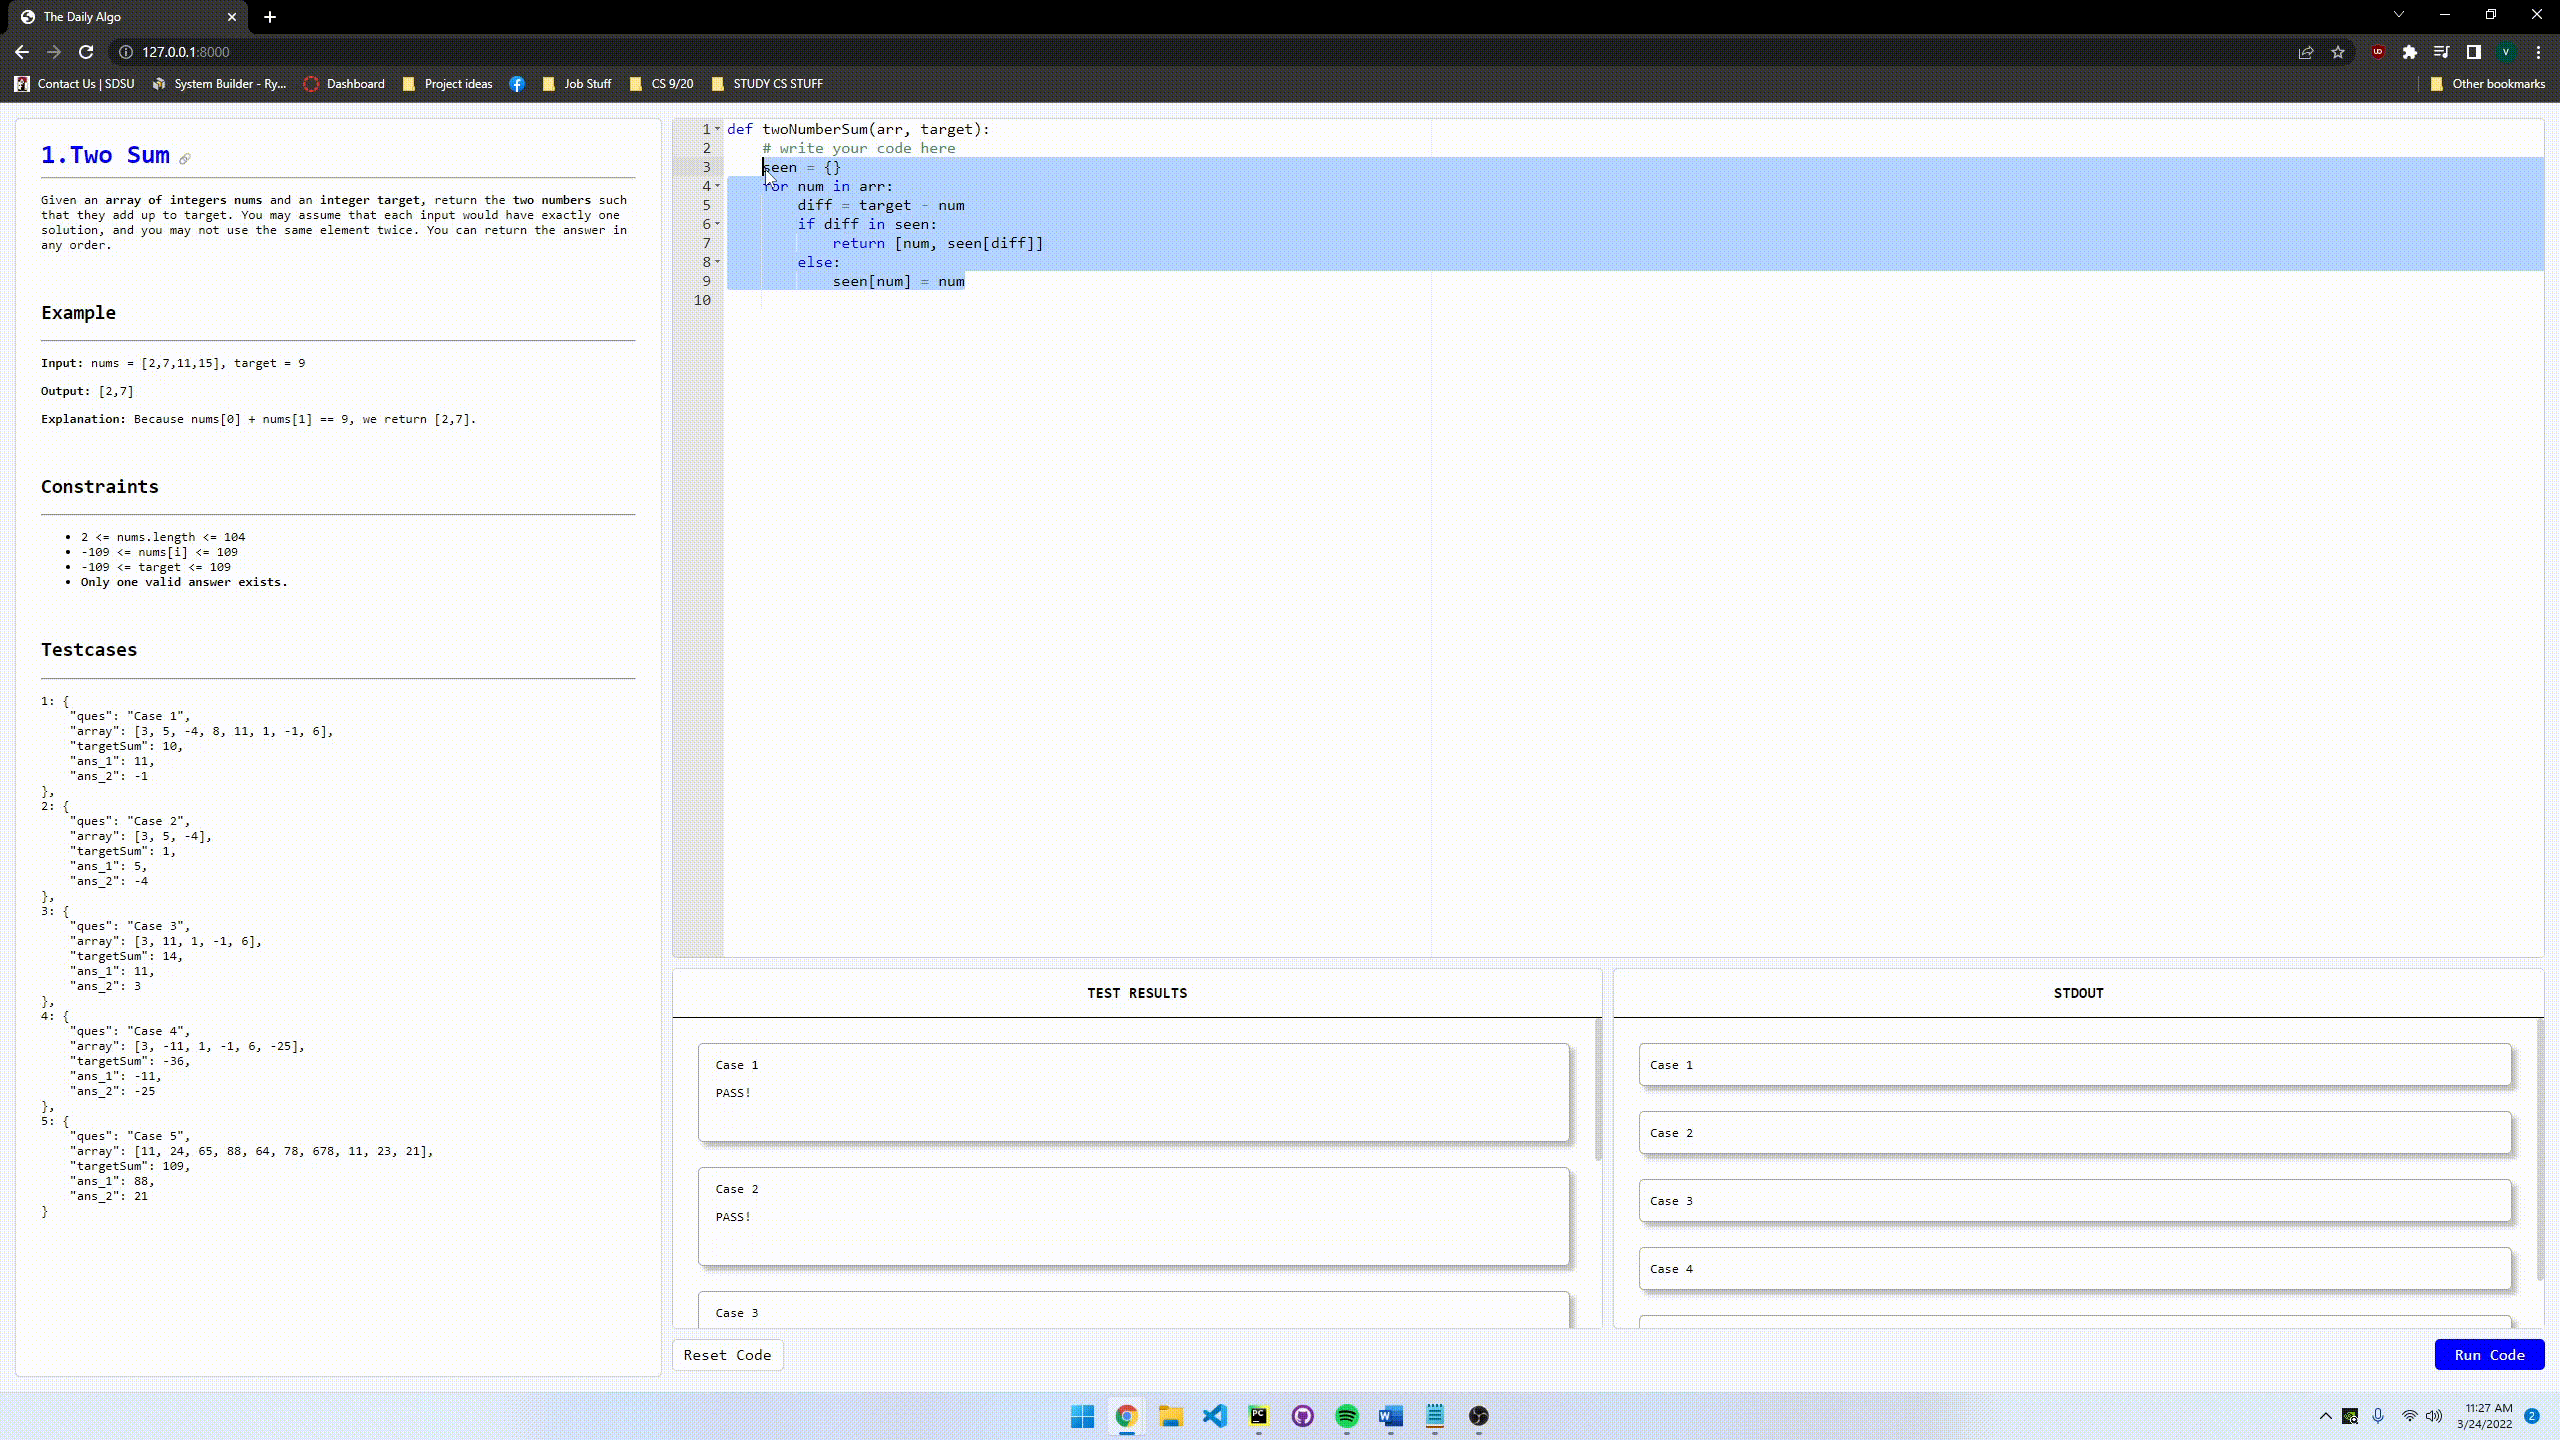 The Daily Algo
127.0.0.1:8000
Contact Us | SDSU
System Builder - Ry...
Dashboard
Project ideas
Job Stuff
CS 9/20
STUDY CS STUFF
Other bookmarks
1.Two Sum
Given an array of integers nums and an integer target, return the two numbers such
that they add up to target. You may assume that each input would have exactly one
solution, and you may not use the same element twice. You can return the answer in
any order.
Example
Input: nums = [2,7,11,15], target = 9
Output: [2,7]
Explanation: Because nums[0] + nums[1] == 9, we return [2,7].
Constraints
• 2 <= nums.length <= 104
• -109 <= nums[i] <= 109
• -109 <= target <= 109
• Only one valid answer exists.
Testcases
1: {
"ques": "Case 1",
"array": [3, 5, -4, 8, 11, 1, -1, 6],
"targetSum": 10,
"ans_1": 11,
"ans_2": -1
},
2: {
"ques": "Case 2",
"array": [3, 5, -4],
"targetSum": 1,
"ans_1": 5,
"ans_2": -4
},
3: {
"ques": "Case 3",
"array": [3, 11, 1, -1, 6],
"targetSum": 14,
"ans_1": 11,
"ans_2": 3
},
4: {
"ques": "Case 4",
"array": [3, -11, 1, -1, 6, -25],
"targetSum": -36,
"ans_1": -11,
"ans_2": -25
},
5: {
"ques": "Case 5",
"array": [11, 24, 65, 88, 64, 78, 678, 11, 23, 21],
"targetSum": 109,
"ans_1": 88,
"ans_2": 21
}
1 def twoNumberSum(arr, target):
2 # write your code here
3 seen = {}
4 for num in arr:
5 diff = target - num
6 if diff in seen:
7 return [num, seen[diff]]
8 else:
9 seen[num] = num
10
TEST RESULTS
Case 1
PASS!
Case 2
PASS!
Case 3
STDOUT
Case 1
Case 2
Case 3
Case 4
Reset Code
Run Code
11:27 AM
3/24/2022
2